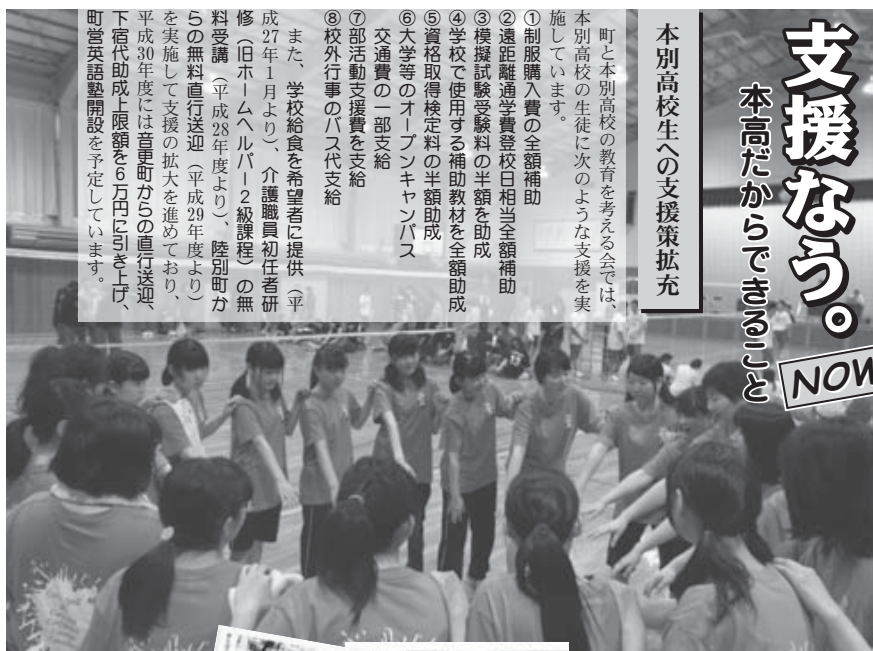 支援なう。
NOW
本高だからできること
本別高校生への支援策拡充
町と本別高校の教育を考える会では、
本別高校の生徒に次のような支援を実
施しています。
①制服購入費の全額補助
②遠距離通学費登校日相当全額補助
③模擬試験受験料の半額を助成
④学校で使用する補助教材を全額助成
⑤資格取得検定料の半額助成
⑥大学等のオープンキャンパス
交通費の一部支給
⑦部活動支援費を支給
⑧校外行事のバス代支給
また、学校給食を希望者に提供（平
成27年１月より）、介護職員初任者研
修（旧ホームヘルパー２級課程）の無
料受講（平成28年度より）、陸別町か
らの無料直行送迎（平成29年度より）
を実施して支援の拡大を進めており、
平成30年度には音更町からの直行送迎、
下宿代助成上限額を６万円に引き上げ、
町営英語塾開設を予定しています。